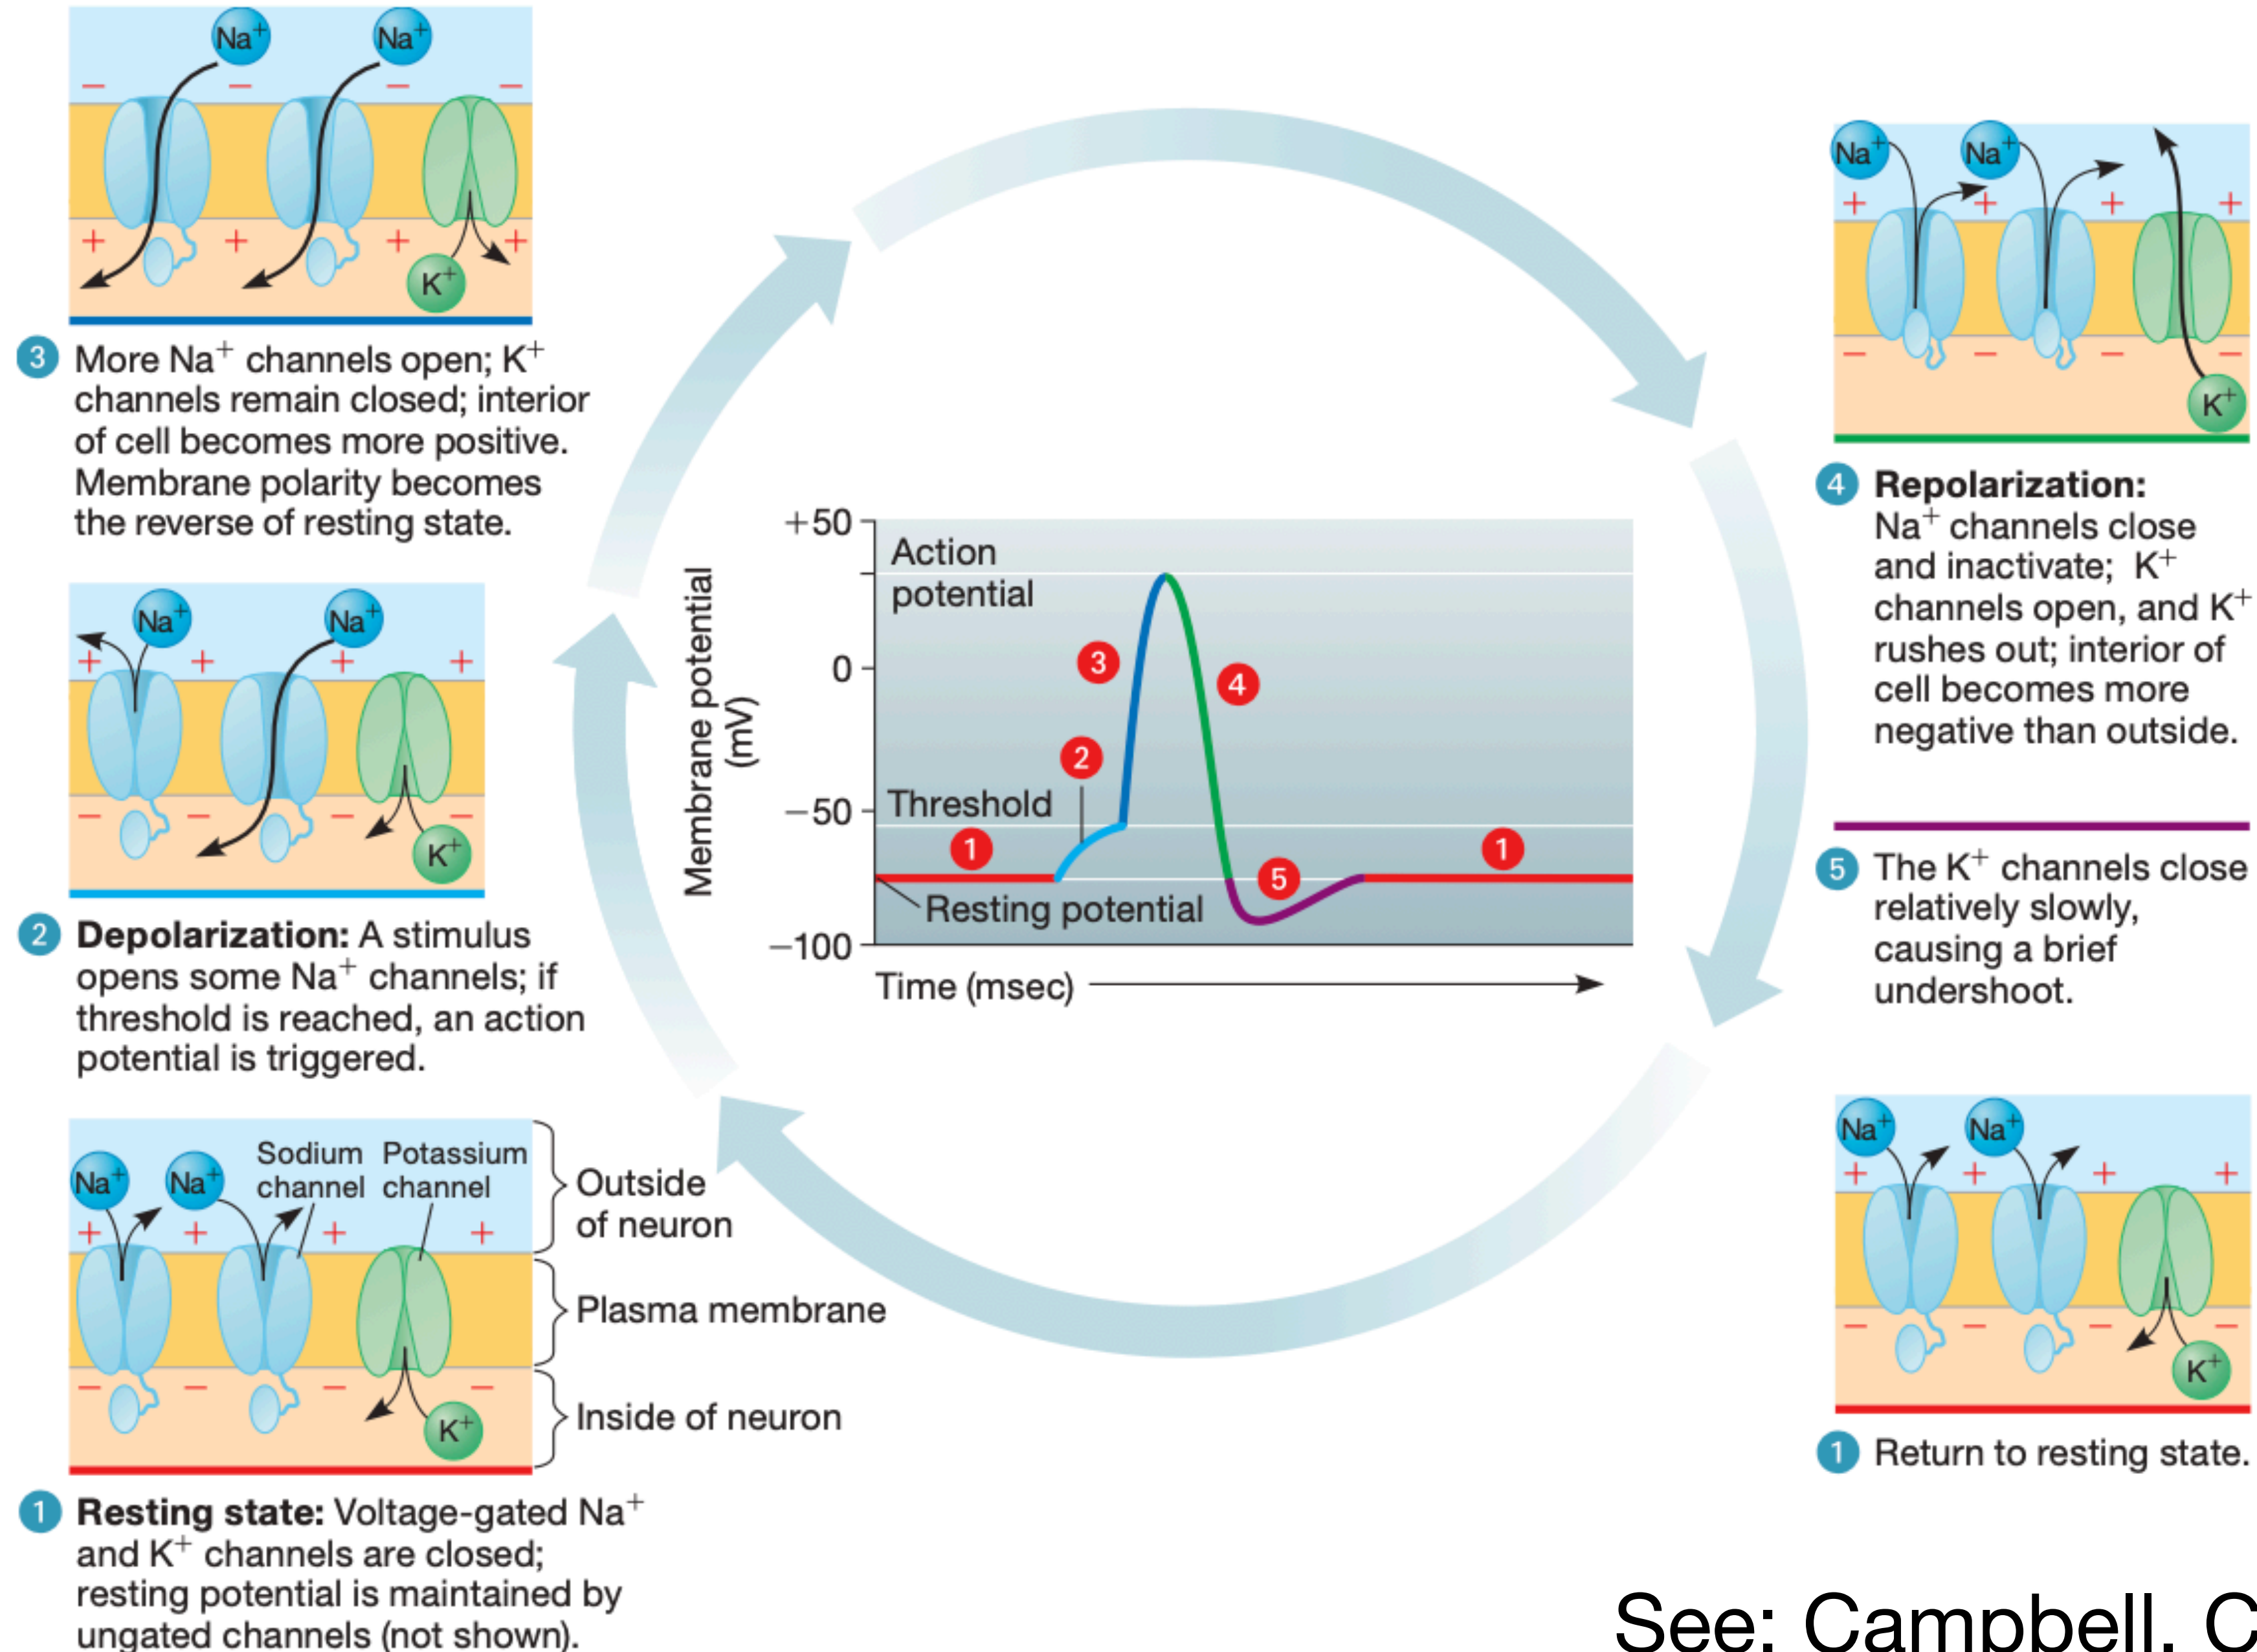 Na+ Na+
− − −
+ + + +
K+
3 More Na+ channels open; K+
channels remain closed; interior
of cell becomes more positive.
Membrane polarity becomes
the reverse of resting state.
Na+ Na+
+ + + +
− − − −
K+
2 Depolarization: A stimulus
opens some Na+ channels; if
threshold is reached, an action
potential is triggered.
Sodium
channel
Potassium
channel
Na+ Na+
+ + + +
− − − −
K+
Outside
of neuron
Plasma membrane
Inside of neuron
1 Resting state: Voltage-gated Na+
and K+ channels are closed;
resting potential is maintained by
ungated channels (not shown).
Membrane potential
(mV)
+50
0
−50
−100
Action
potential
3
4
2
Threshold
1
1
5
Resting potential
Time (msec)
Na+ Na+
+ + + +
− − − −
K+
4 Repolarization:
Na+ channels close
and inactivate; K+
channels open, and K+
rushes out; interior of
cell becomes more
negative than outside.
5 The K+ channels close
relatively slowly,
causing a brief
undershoot.
Na+ Na+
+ + + +
− − − −
K+
1 Return to resting state.
See: Campbell, C